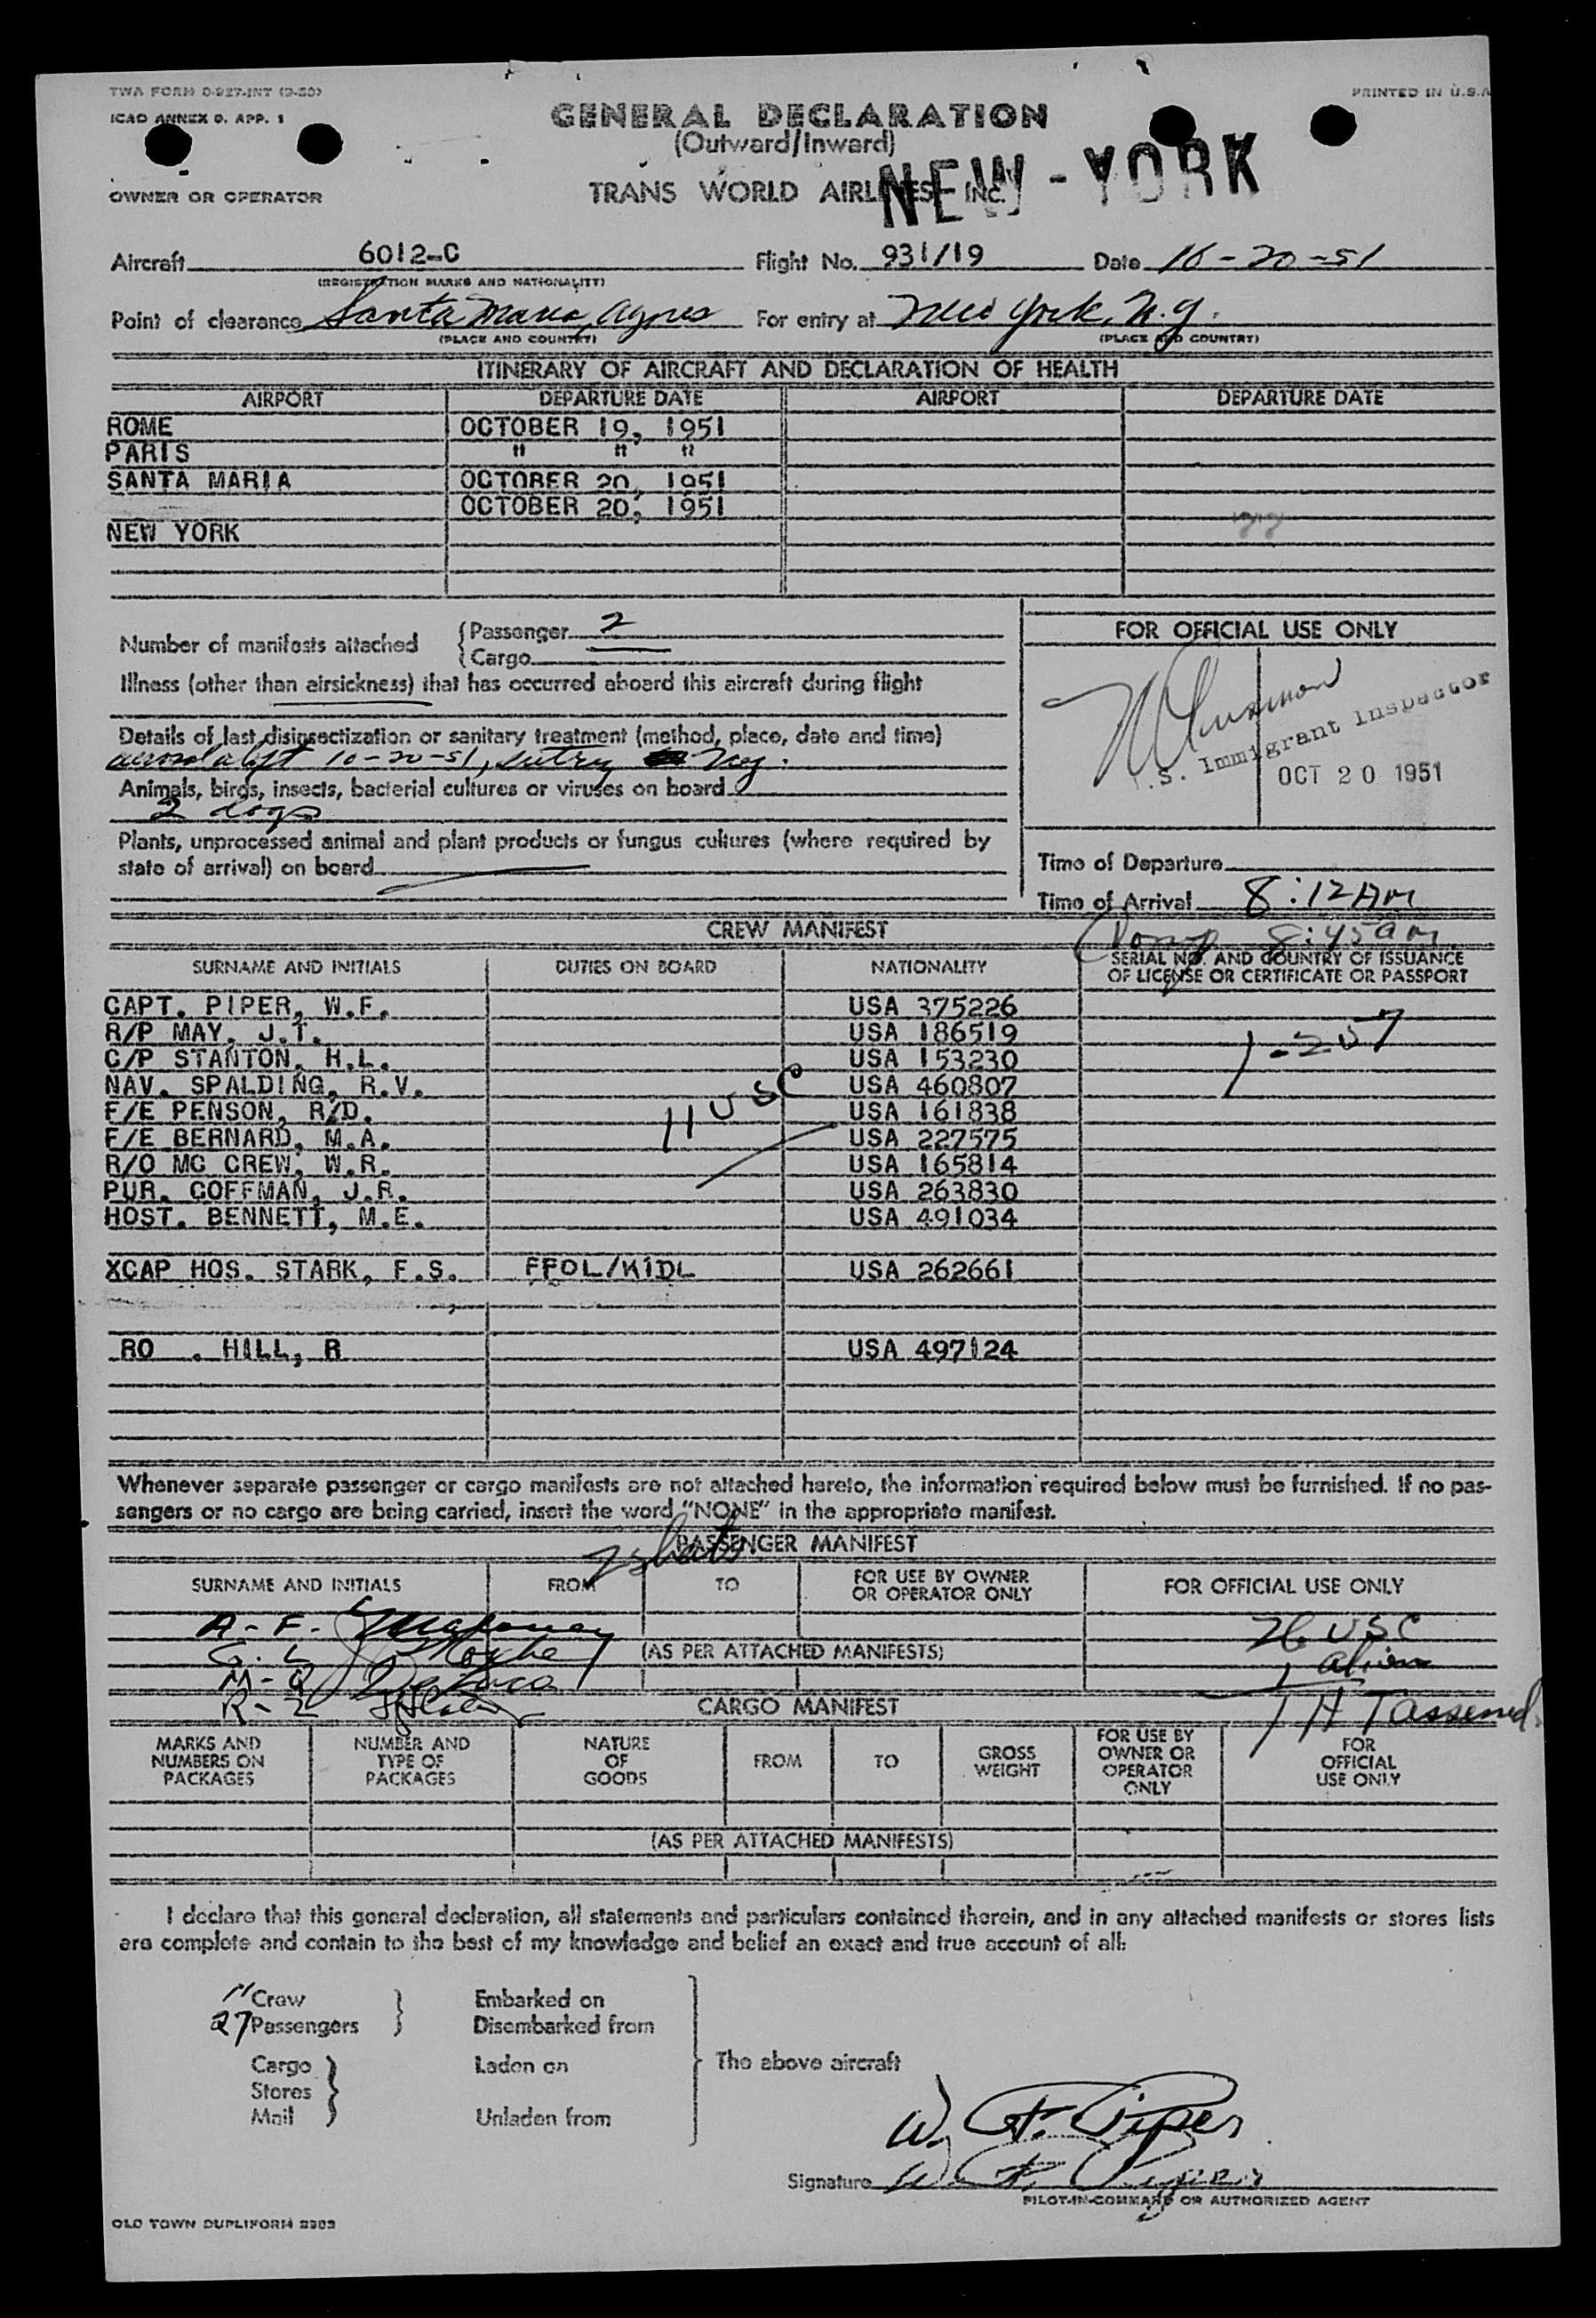 TWA FORM 0-927-INT (9-50)
PRINTED IN U.S.A
ICAO ANNEX 9. APP. 1
GENERAL DECLARATION
(Outward/Inward)
NEW-YORK
OWNER OR OPERATOR
TRANS WORLD AIRLINES, INC.
Aircraft 6012-C Flight No. 931/19 Date 10-20-51
(REGISTRATION MARKS AND NATIONALITY)
Point of clearance Santa Maria, For entry at New York, N.Y.
(PLACE AND COUNTRY) (PLACE AND COUNTRY)
ITINERARY OF AIRCRAFT AND DECLARATION OF HEALTH
AIRPORT DEPARTURE DATE AIRPORT DEPARTURE DATE
ROME OCTOBER 19, 1951
PARIS " " "
SANTA MARIA OCTOBER 20, 1951
OCTOBER 20, 1951
NEW YORK
Number of manifests attached {Passenger 2
{Cargo
Illness (other than airsickness) that has occurred aboard this aircraft during flight
Details of last disinsectization or sanitary treatment (method, place, date and time)
10-20-51,
Animals, birds, insects, bacterial cultures or viruses on board
2 dogs
Plants, unprocessed animal and plant products or fungus cultures (where required by
state of arrival) on board
FOR OFFICIAL USE ONLY
.S. Immigrant Inspector
OCT 20 1951
Time of Departure
Time of Arrival 8:12 AM
8:45 am
CREW MANIFEST
SURNAME AND INITIALS DUTIES ON BOARD NATIONALITY SERIAL NO. AND COUNTRY OF ISSUANCE
OF LICENSE OR CERTIFICATE OR PASSPORT
CAPT. PIPER, W.F. USA 375226
R/P MAY, J.T. USA 186519
C/P STANTON, H.L. USA 153230
NAV. SPALDING, R.V. USA 460807
F/E PENSON, R/D. USA 161838
F/E BERNARD, M.A. USA 227575
R/O MC CREW, W.R. USA 165814
PUR. COFFMAN, J.R. USA 263830
HOST. BENNETT, M.E. USA 491034
11 USC
1-257
XCAP HOS. STARK, F.S. FFOL/KIDL USA 262661
RO . HILL, R USA 497124
Whenever separate passenger or cargo manifests are not attached hereto, the information required below must be furnished. If no pas-
sengers or no cargo are being carried, insert the word "NONE" in the appropriate manifest.
PASSENGER MANIFEST
SURNAME AND INITIALS FROM TO FOR USE BY OWNER
OR OPERATOR ONLY FOR OFFICIAL USE ONLY
A-F-
26 USC
(AS PER ATTACHED MANIFESTS)
1 alien
CARGO MANIFEST
MARKS AND
NUMBERS ON
PACKAGES
NUMBER AND
TYPE OF
PACKAGES
NATURE
OF
GOODS
FROM TO
GROSS
WEIGHT
FOR USE BY
OWNER OR
OPERATOR
ONLY
FOR
OFFICIAL
USE ONLY
(AS PER ATTACHED MANIFESTS)
I declare that this general declaration, all statements and particulars contained therein, and in any attached manifests or stores lists
are complete and contain to the best of my knowledge and belief an exact and true account of all:
11 Crew } Embarked on
27 Passengers } Disembarked from
Cargo } Laden on The above aircraft
Stores
Mail Unladen from
W. F. Piper
Signature W. F. Piper
PILOT-IN-COMMAND OR AUTHORIZED AGENT
OLD TOWN DUPLIFORM 2303